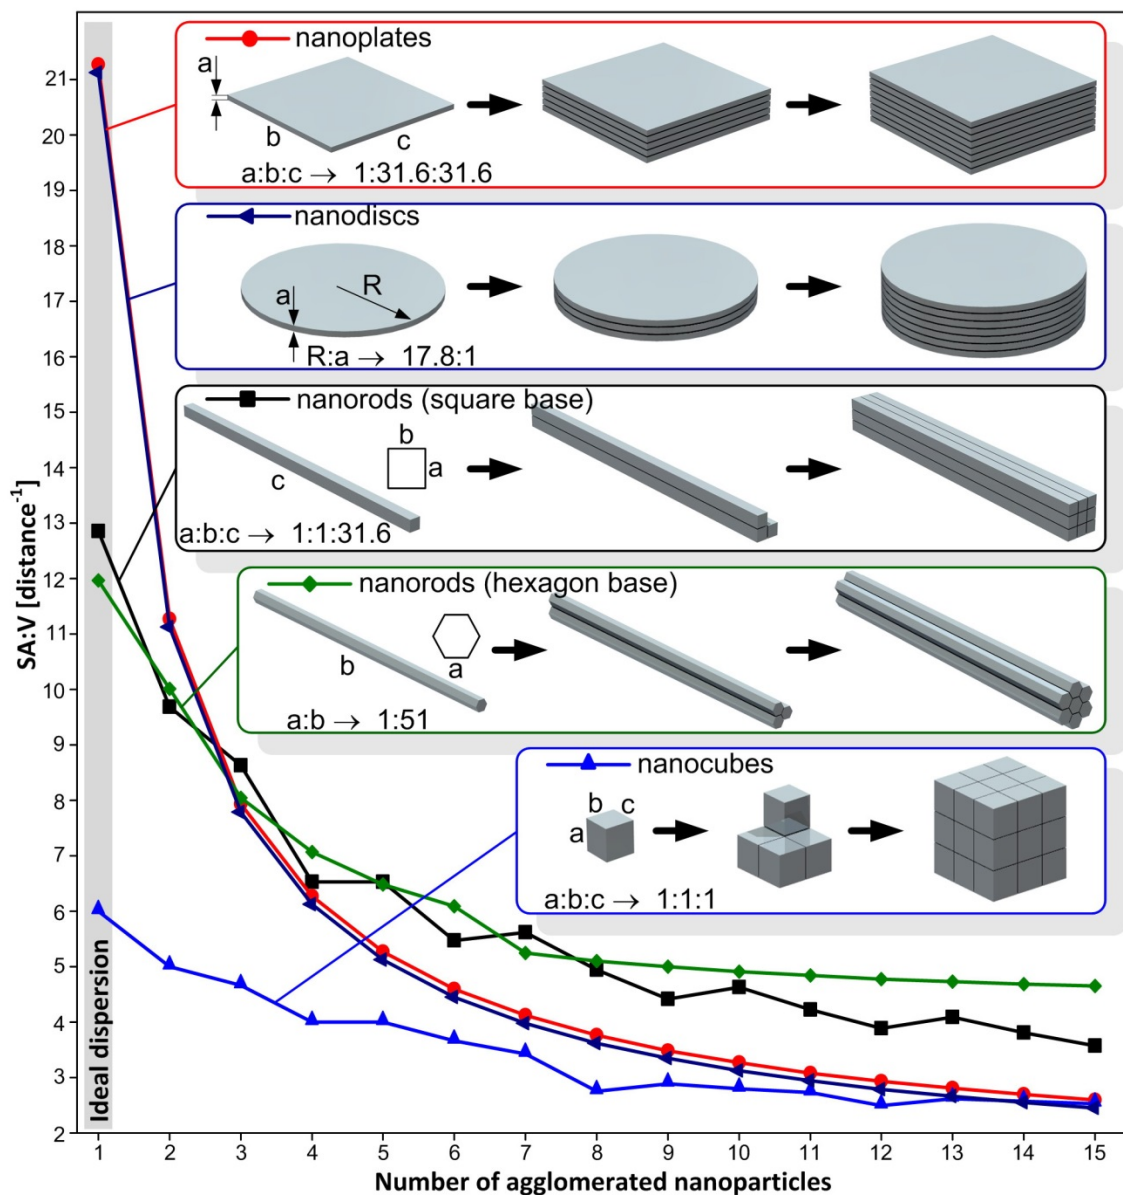 nanoplates
a
b
c
a:b:c → 1:31.6:31.6
nanodiscs
a
R
R:a → 17.8:1
nanorods (square base)
b
a
c
a:b:c → 1:1:31.6
nanorods (hexagon base)
b
a
a:b → 1:51
nanocubes
b c
a
a:b:c → 1:1:1
SA:V [distance⁻¹]
21
20
19
18
17
16
15
14
13
12
11
10
9
8
7
6
5
4
3
2
Ideal dispersion
1 2 3 4 5 6 7 8 9 10 11 12 13 14 15
Number of agglomerated nanoparticles